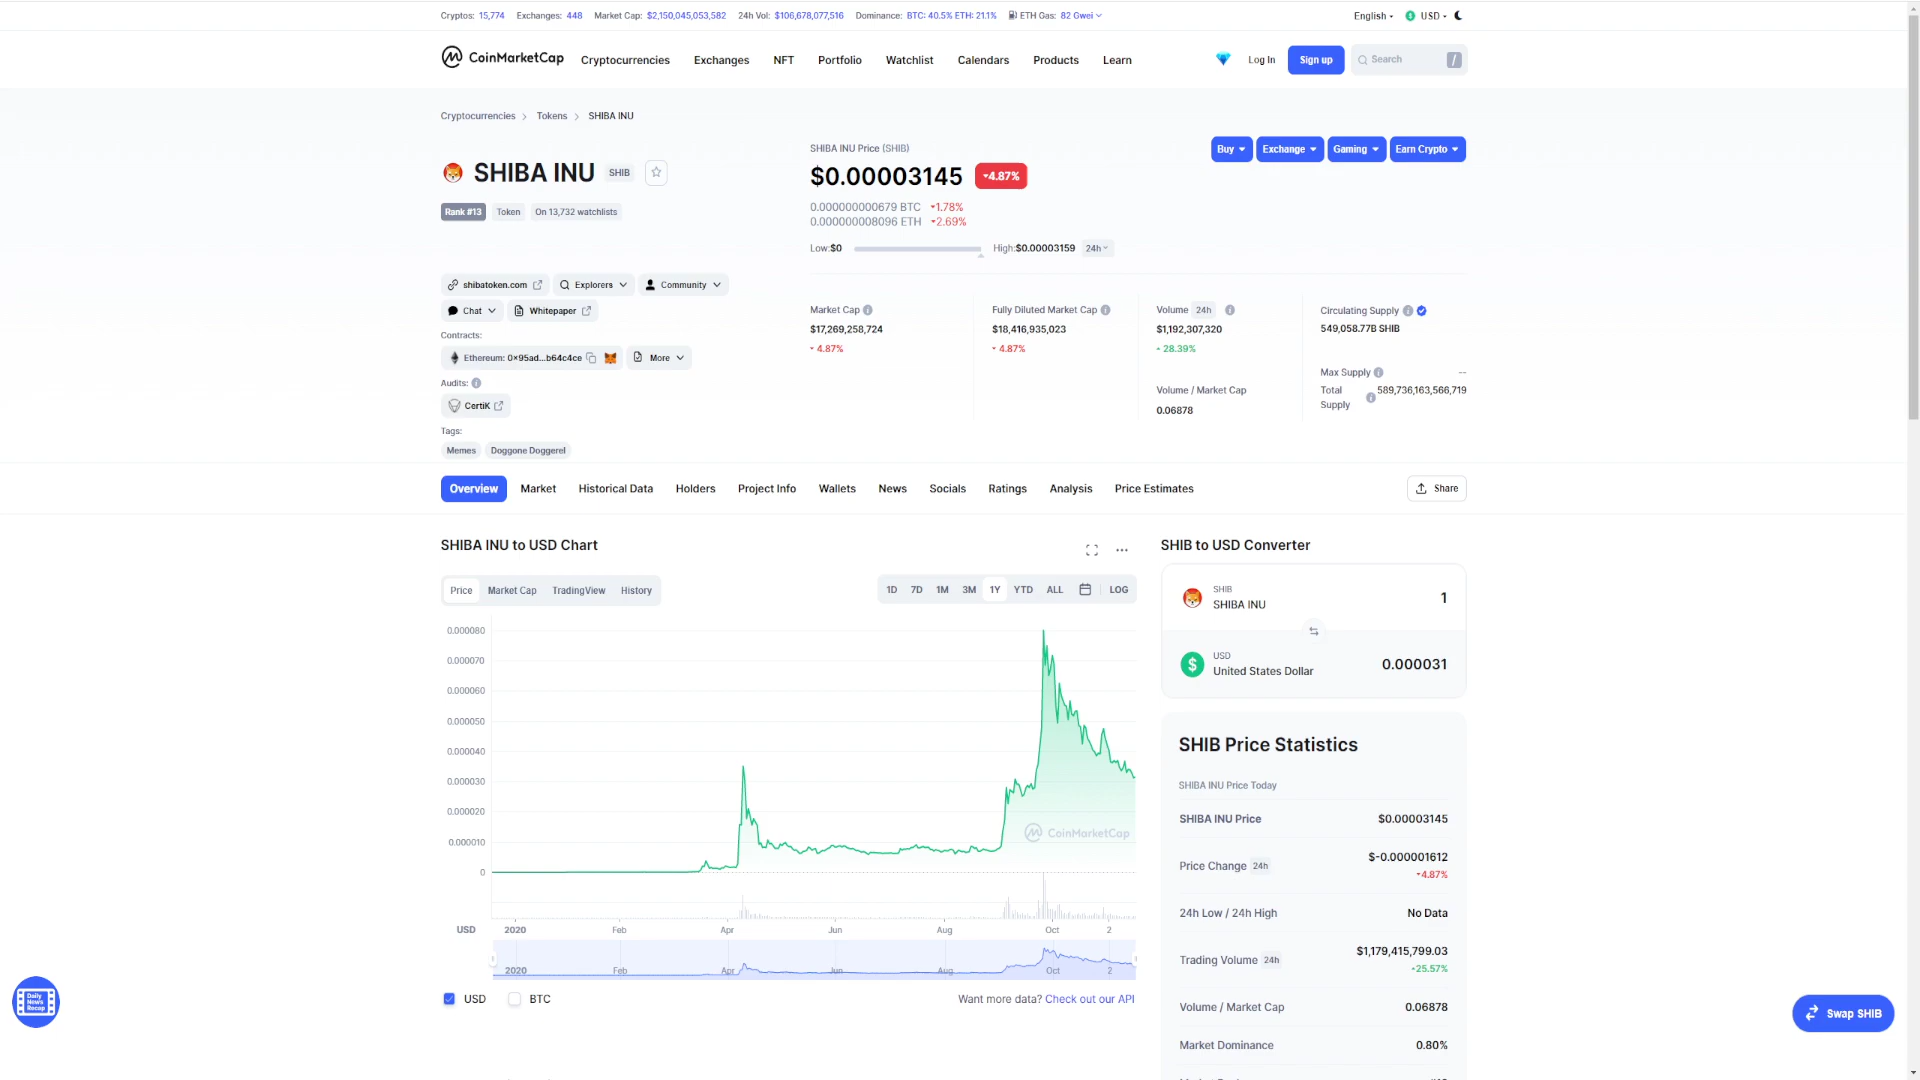 Cryptos: 15,774 Exchanges: 448 Market Cap: $2,150,045,053,582 24h Vol: $106,678,077,516 Dominance: BTC: 40.5% ETH: 21.1% ETH Gas: 82 Gwei English USD
CoinMarketCap Cryptocurrencies Exchanges NFT Portfolio Watchlist Calendars Products Learn Log In Sign up Search /
Cryptocurrencies > Tokens > SHIBA INU
SHIBA INU SHIB
Rank #13 Token On 13,732 watchlists
SHIBA INU Price (SHIB)
$0.00003145 4.87%
0.000000000679 BTC 1.78%
0.000000008096 ETH 2.69%
Low:$0 High:$0.00003159 24h
Buy Exchange Gaming Earn Crypto
shibatoken.com Explorers Community
Chat Whitepaper
Contracts:
Ethereum: 0x95ad...b64c4ce More
Audits:
CertiK
Tags:
Memes Doggone Doggerel
Market Cap
$17,269,258,724
4.87%
Fully Diluted Market Cap
$18,416,935,023
4.87%
Volume 24h
$1,192,307,320
28.39%
Volume / Market Cap
0.06878
Circulating Supply
549,058.77B SHIB
Max Supply --
Total Supply 589,736,163,566,719
Overview Market Historical Data Holders Project Info Wallets News Socials Ratings Analysis Price Estimates Share
SHIBA INU to USD Chart
Price Market Cap TradingView History 1D 7D 1M 3M 1Y YTD ALL LOG
0.000080
0.000070
0.000060
0.000050
0.000040
0.000030
0.000020
0.000010
0
CoinMarketCap
USD 2020 Feb Apr Jun Aug Oct 2
2020 Feb Apr Jun Aug Oct 2
USD BTC Want more data? Check out our API
SHIB to USD Converter
SHIB
SHIBA INU 1
USD
United States Dollar 0.000031
SHIB Price Statistics
SHIBA INU Price Today
SHIBA INU Price $0.00003145
Price Change 24h $-0.000001612
4.87%
24h Low / 24h High No Data
Trading Volume 24h $1,179,415,799.03
25.57%
Volume / Market Cap 0.06878
Market Dominance 0.80%
Daily News Recap
Swap SHIB